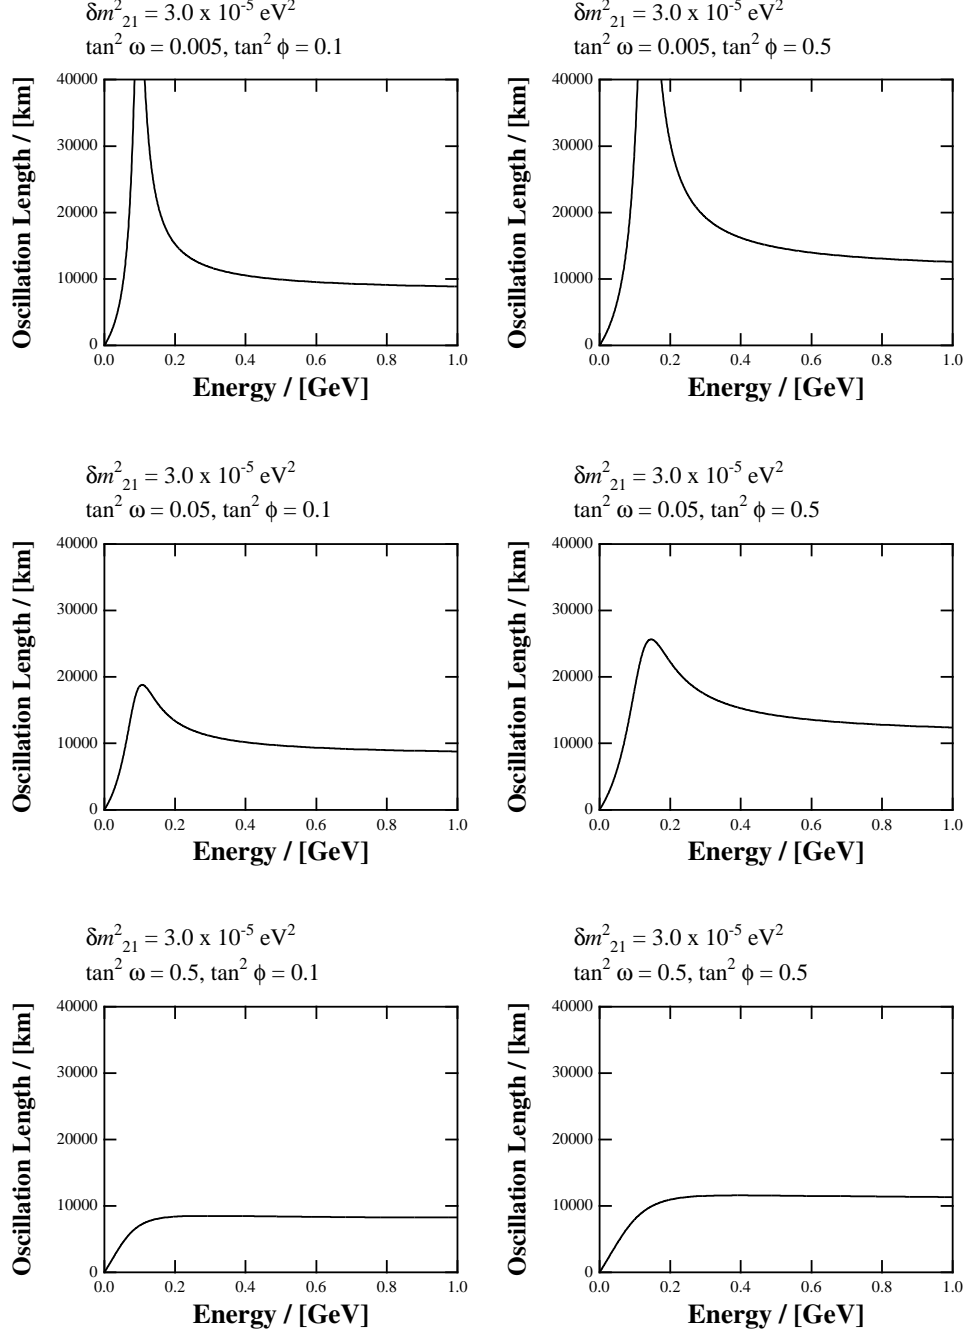 δm²₂₁ = 3.0 x 10⁻⁵ eV²
tan² ω = 0.005, tan² ϕ = 0.1
Oscillation Length / [km]
40000
30000
20000
10000
0
0.0 0.2 0.4 0.6 0.8 1.0
Energy / [GeV]
δm²₂₁ = 3.0 x 10⁻⁵ eV²
tan² ω = 0.005, tan² ϕ = 0.5
Oscillation Length / [km]
40000
30000
20000
10000
0
0.0 0.2 0.4 0.6 0.8 1.0
Energy / [GeV]
δm²₂₁ = 3.0 x 10⁻⁵ eV²
tan² ω = 0.05, tan² ϕ = 0.1
Oscillation Length / [km]
40000
30000
20000
10000
0
0.0 0.2 0.4 0.6 0.8 1.0
Energy / [GeV]
δm²₂₁ = 3.0 x 10⁻⁵ eV²
tan² ω = 0.05, tan² ϕ = 0.5
Oscillation Length / [km]
40000
30000
20000
10000
0
0.0 0.2 0.4 0.6 0.8 1.0
Energy / [GeV]
δm²₂₁ = 3.0 x 10⁻⁵ eV²
tan² ω = 0.5, tan² ϕ = 0.1
Oscillation Length / [km]
40000
30000
20000
10000
0
0.0 0.2 0.4 0.6 0.8 1.0
Energy / [GeV]
δm²₂₁ = 3.0 x 10⁻⁵ eV²
tan² ω = 0.5, tan² ϕ = 0.5
Oscillation Length / [km]
40000
30000
20000
10000
0
0.0 0.2 0.4 0.6 0.8 1.0
Energy / [GeV]